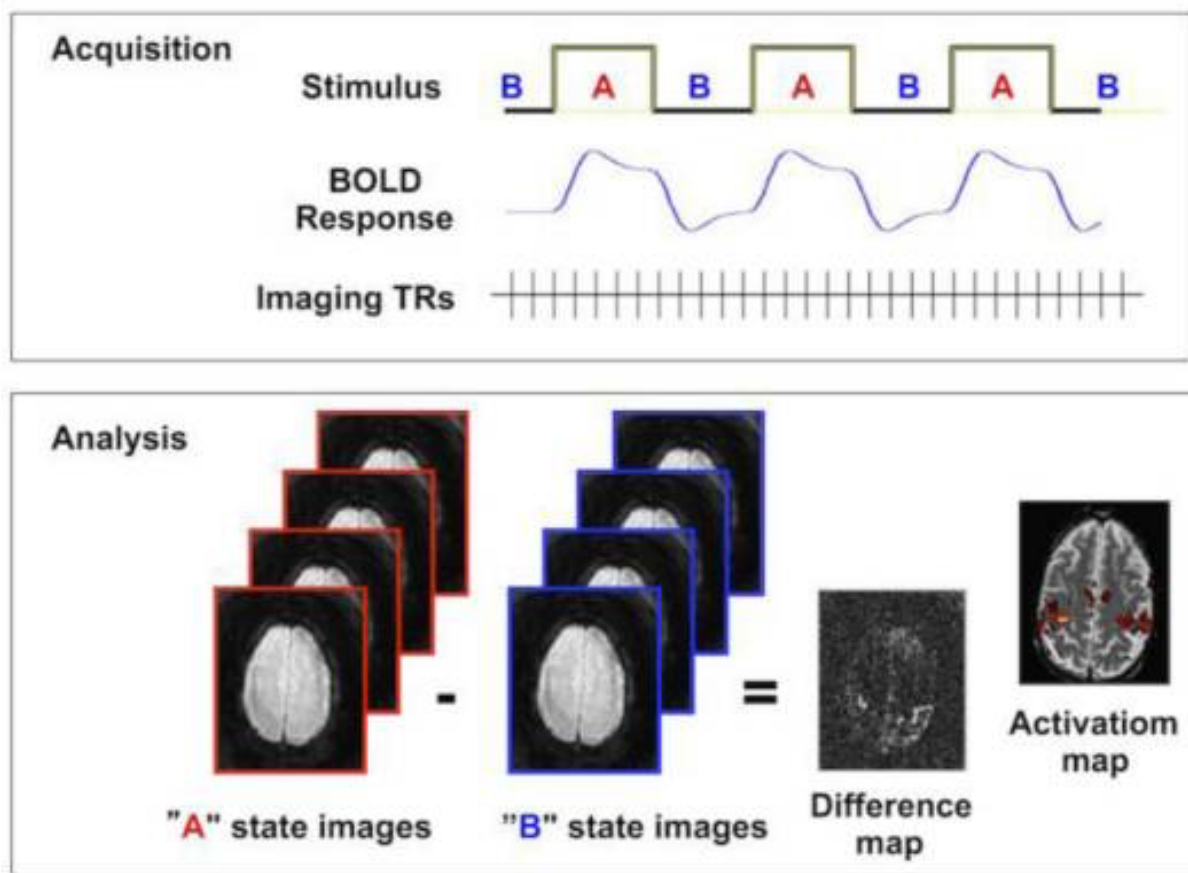 Acquisition
Stimulus
B A B A B A B
BOLD
Response
Imaging TRs
Analysis
"A" state images
-
"B" state images
=
Difference
map
Activatiom
map